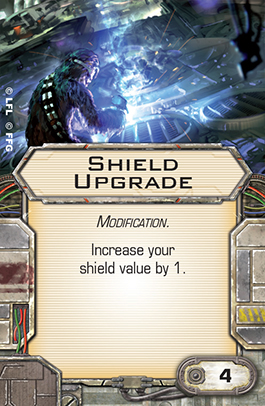 © LFL © FFG
SHIELD
UPGRADE
MODIFICATION.
Increase your
shield value by 1.
4